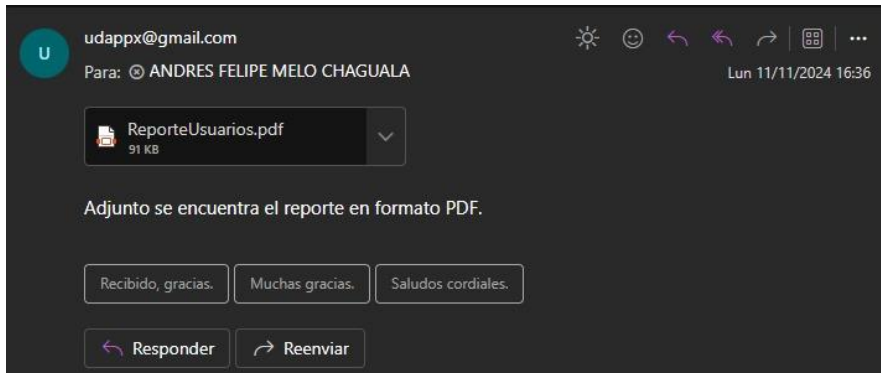 U
udappx@gmail.com
Para: ANDRES FELIPE MELO CHAGUALA
Lun 11/11/2024 16:36
ReporteUsuarios.pdf
91 KB
Adjunto se encuentra el reporte en formato PDF.
Recibido, gracias.
Muchas gracias.
Saludos cordiales.
Responder
Reenviar